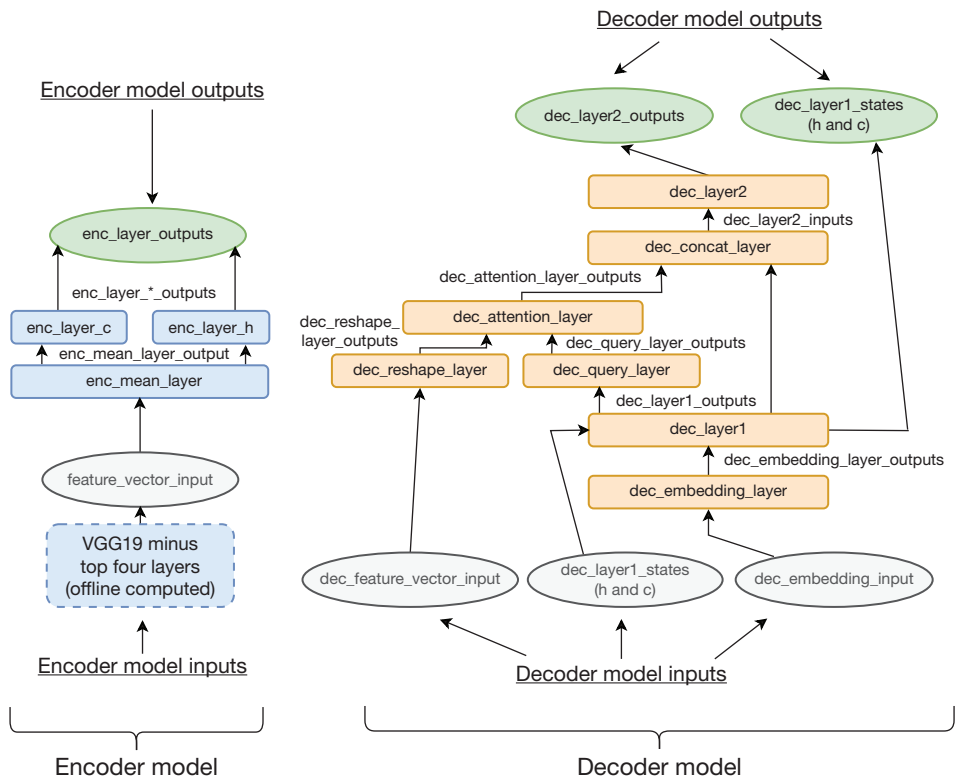 Encoder model outputs
enc_layer_outputs
enc_layer_*_outputs
enc_layer_c
enc_layer_h
enc_mean_layer_output
enc_mean_layer
feature_vector_input
VGG19 minus
top four layers
(offline computed)
Encoder model inputs
Encoder model
Decoder model outputs
dec_layer2_outputs
dec_layer1_states
(h and c)
dec_layer2
dec_layer2_inputs
dec_concat_layer
dec_attention_layer_outputs
dec_attention_layer
dec_reshape_
layer_outputs
dec_query_layer_outputs
dec_reshape_layer
dec_query_layer
dec_layer1_outputs
dec_layer1
dec_embedding_layer_outputs
dec_embedding_layer
dec_feature_vector_input
dec_layer1_states
(h and c)
dec_embedding_input
Decoder model inputs
Decoder model